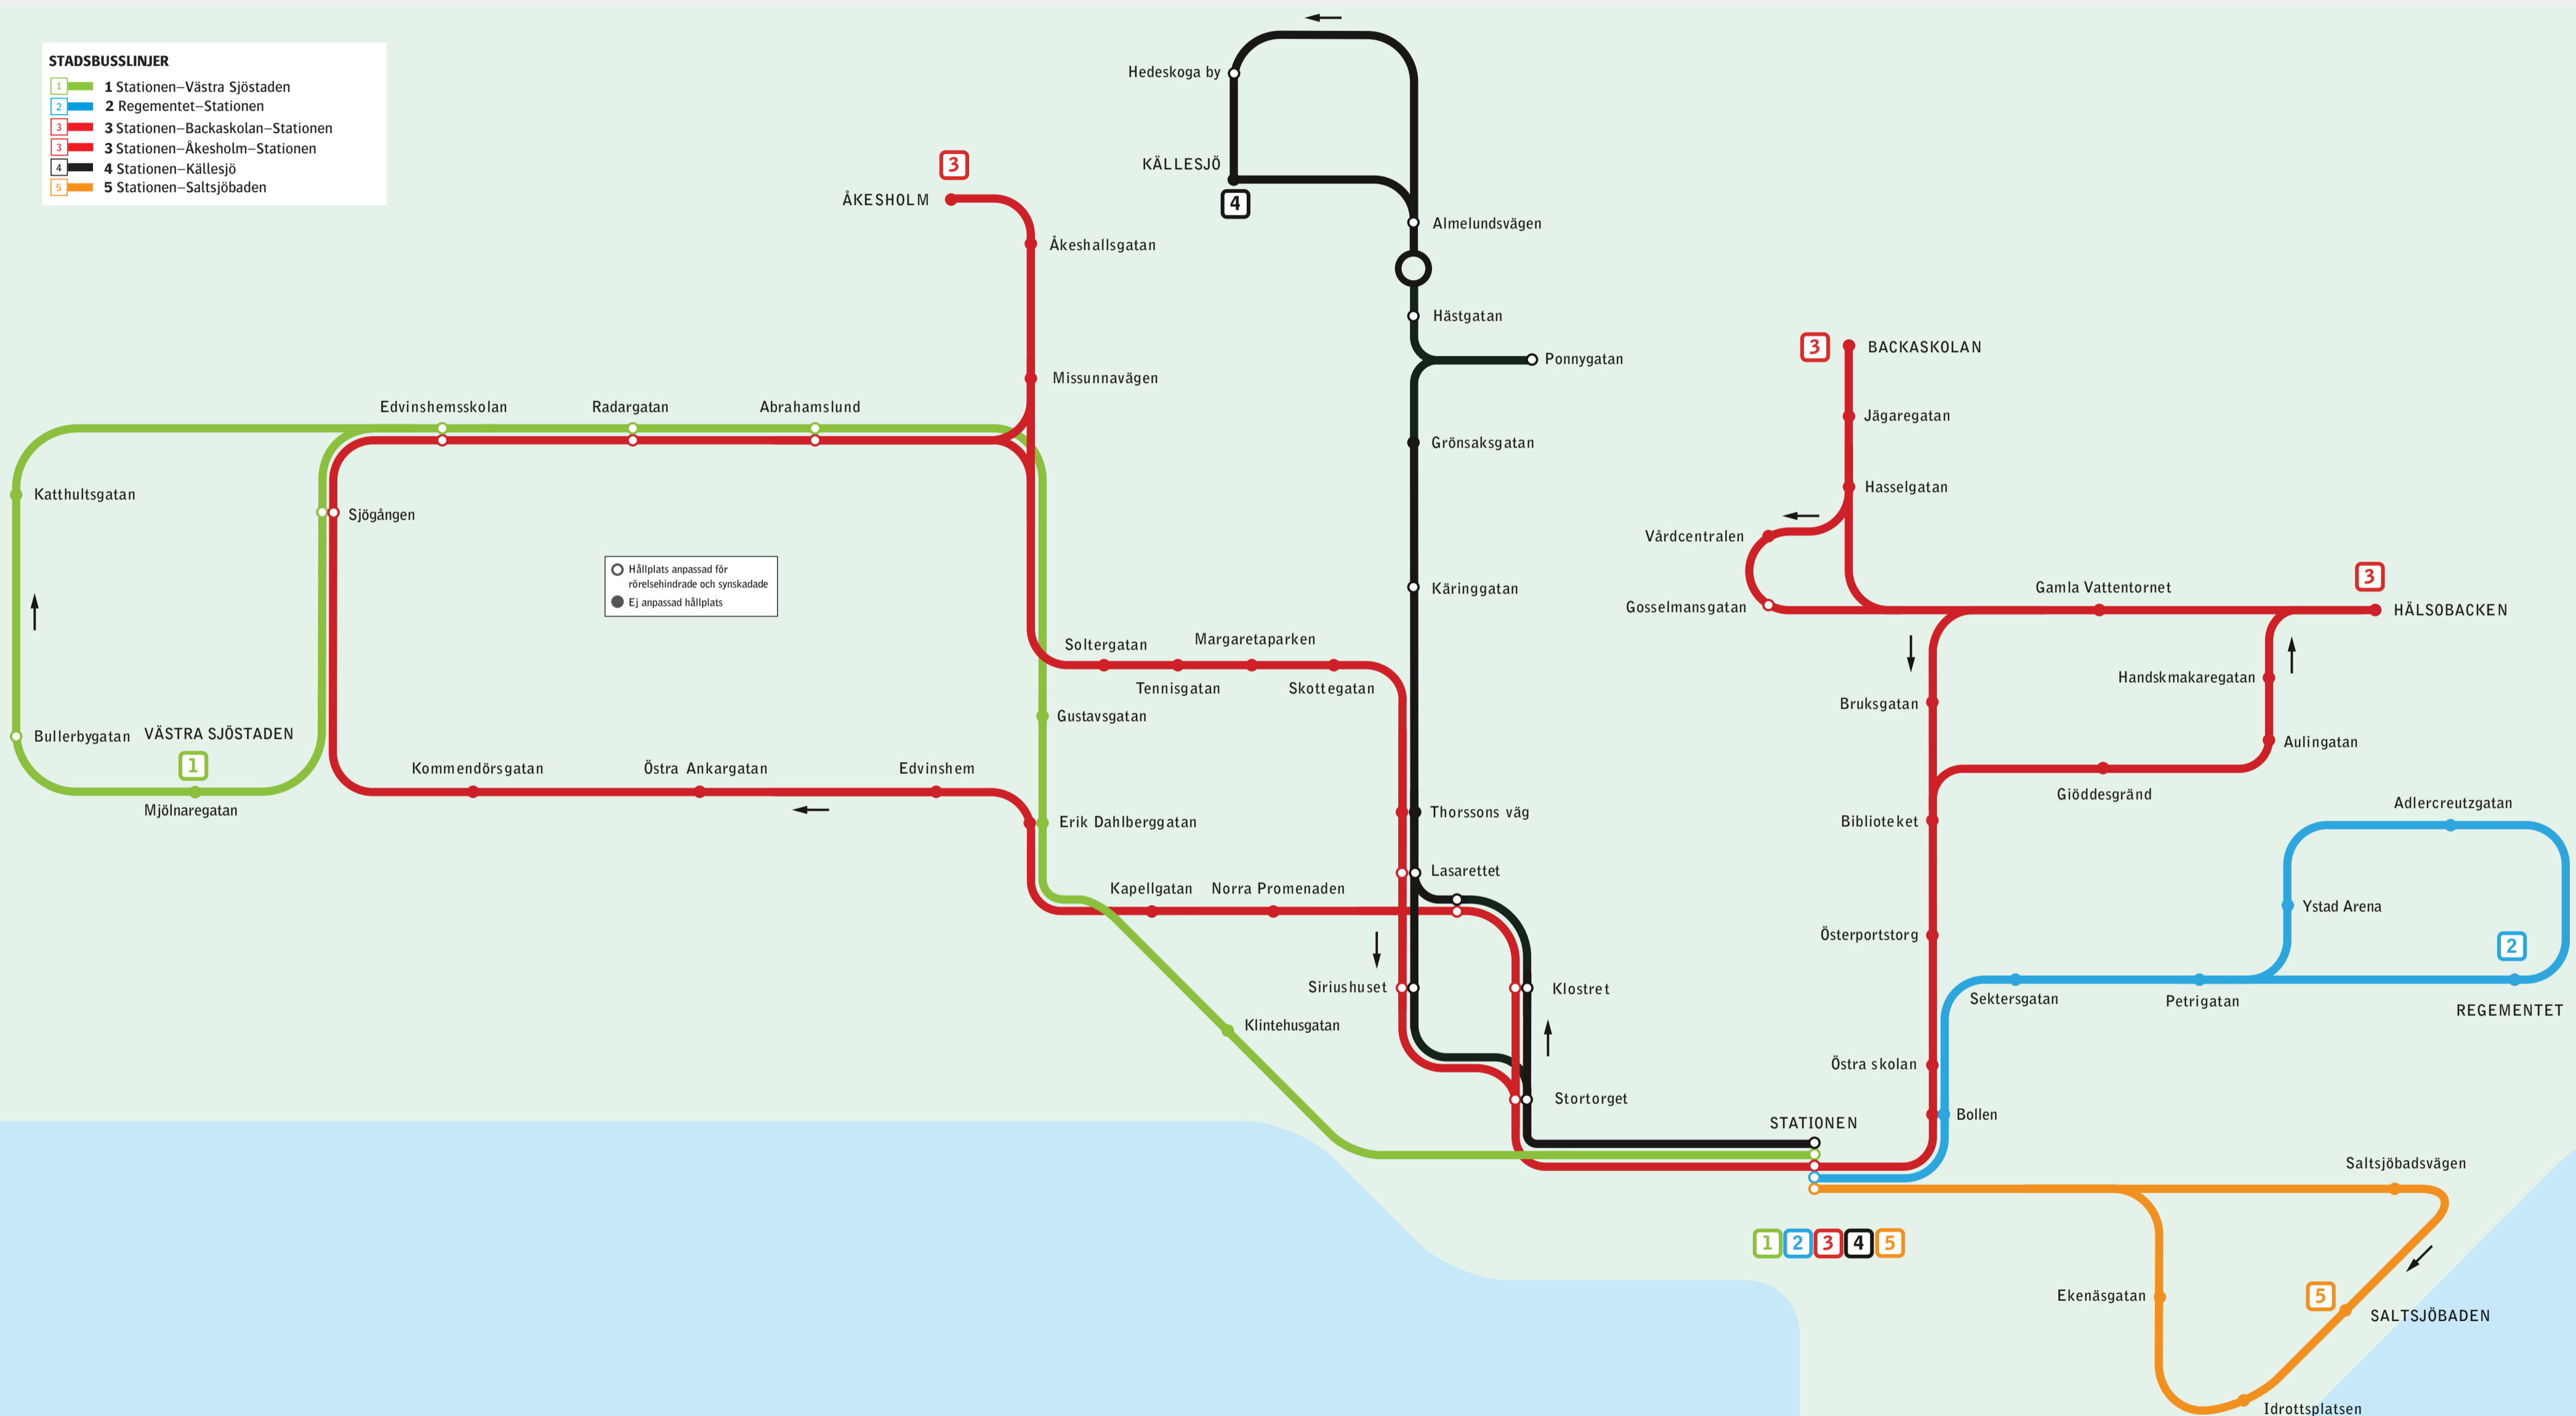 STADSBUSSLINJER
1 1 Stationen–Västra Sjöstaden
2 2 Regementet–Stationen
3 3 Stationen–Backaskolan–Stationen
3 3 Stationen–Åkesholm–Stationen
4 4 Stationen–Källesjö
5 5 Stationen–Saltsjöbaden
Hedeskoga by
KÄLLESJÖ
4
3
ÅKESHOLM
Åkeshallsgatan
Almelundsvägen
Hästgatan
Ponnygatan
Missunnavägen
3
BACKASKOLAN
Edvinshemsskolan
Radargatan
Abrahamslund
Grönsaksgatan
Jägaregatan
Katthultsgatan
Sjögången
Hasselgatan
Vårdcentralen
Hållplats anpassad för
rörelsehindrade och synskadade
Ej anpassad hållplats
Käringgatan
Gosselmansgatan
Gamla Vattentornet
3
HÄLSOBACKEN
Soltergatan
Margaretaparken
Tennisgatan
Skottegatan
Handskmakaregatan
Bruksgatan
Gustavsgatan
Bullerbygatan
VÄSTRA SJÖSTADEN
1
Mjölnaregatan
Aulingatan
Kommendörsgatan
Östra Ankargatan
Edvinshem
Giöddesgränd
Erik Dahlberggatan
Thorssons väg
Biblioteket
Adlercreutzgatan
Lasarettet
Kapellgatan
Norra Promenaden
Ystad Arena
Österportstorg
2
Siriushuset
Klostret
Sektersgatan
Petrigatan
REGEMENTET
Klintehusgatan
Östra skolan
Stortorget
Bollen
STATIONEN
Saltsjöbadsvägen
1 2 3 4 5
Ekenäsgatan
5
SALTSJÖBADEN
Idrottsplatsen